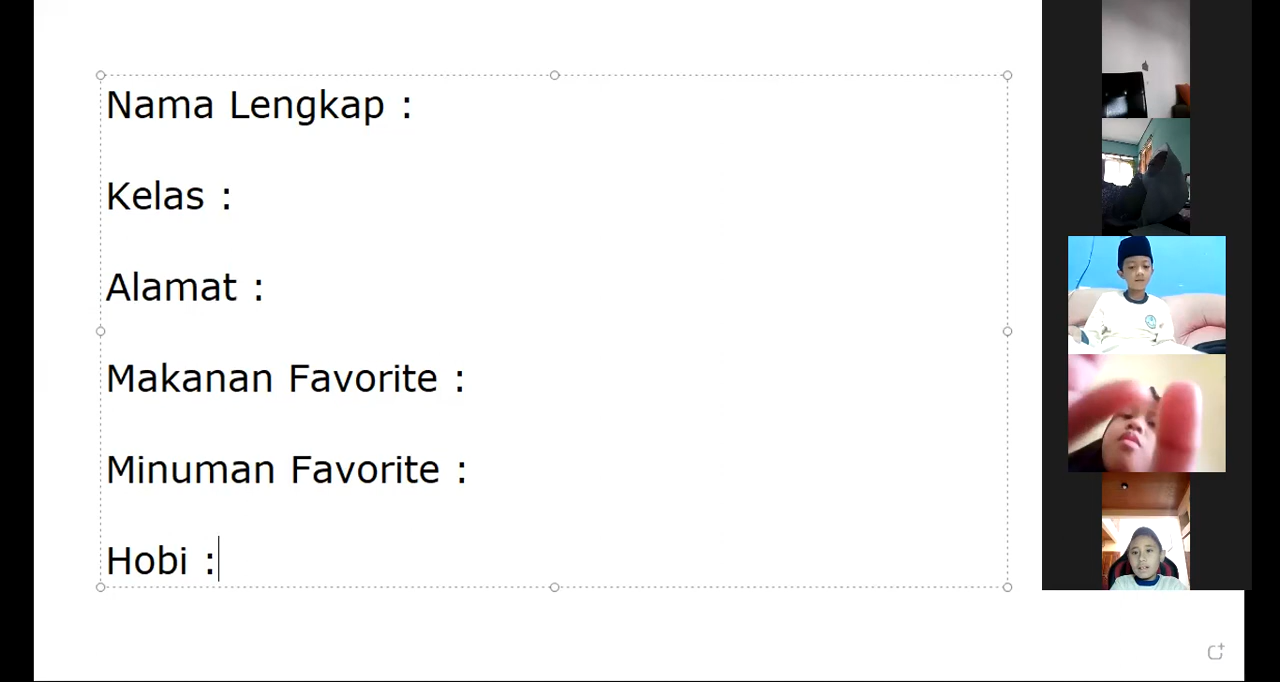 Nama Lengkap :
Kelas :
Alamat :
Makanan Favorite :
Minuman Favorite :
Hobi :